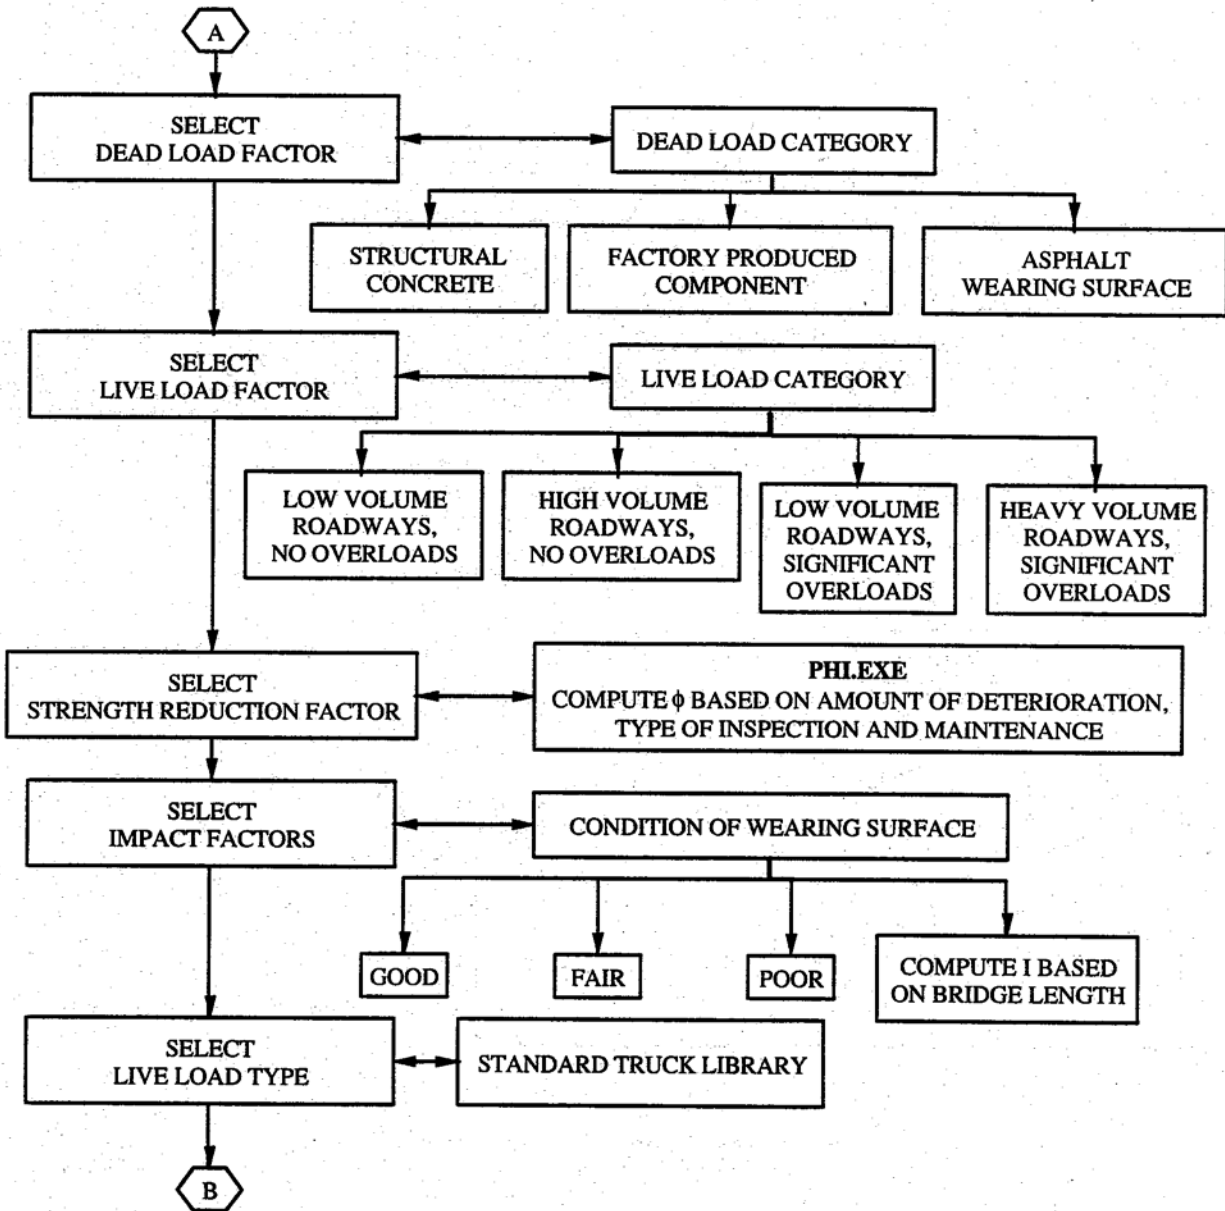 A
SELECT
DEAD LOAD FACTOR
DEAD LOAD CATEGORY
STRUCTURAL
CONCRETE
FACTORY PRODUCED
COMPONENT
ASPHALT
WEARING SURFACE
SELECT
LIVE LOAD FACTOR
LIVE LOAD CATEGORY
LOW VOLUME
ROADWAYS,
NO OVERLOADS
HIGH VOLUME
ROADWAYS,
NO OVERLOADS
LOW VOLUME
ROADWAYS,
SIGNIFICANT
OVERLOADS
HEAVY VOLUME
ROADWAYS,
SIGNIFICANT
OVERLOADS
SELECT
STRENGTH REDUCTION FACTOR
PHI.EXE
COMPUTE ϕ BASED ON AMOUNT OF DETERIORATION,
TYPE OF INSPECTION AND MAINTENANCE
SELECT
IMPACT FACTORS
CONDITION OF WEARING SURFACE
GOOD
FAIR
POOR
COMPUTE I BASED
ON BRIDGE LENGTH
SELECT
LIVE LOAD TYPE
STANDARD TRUCK LIBRARY
B